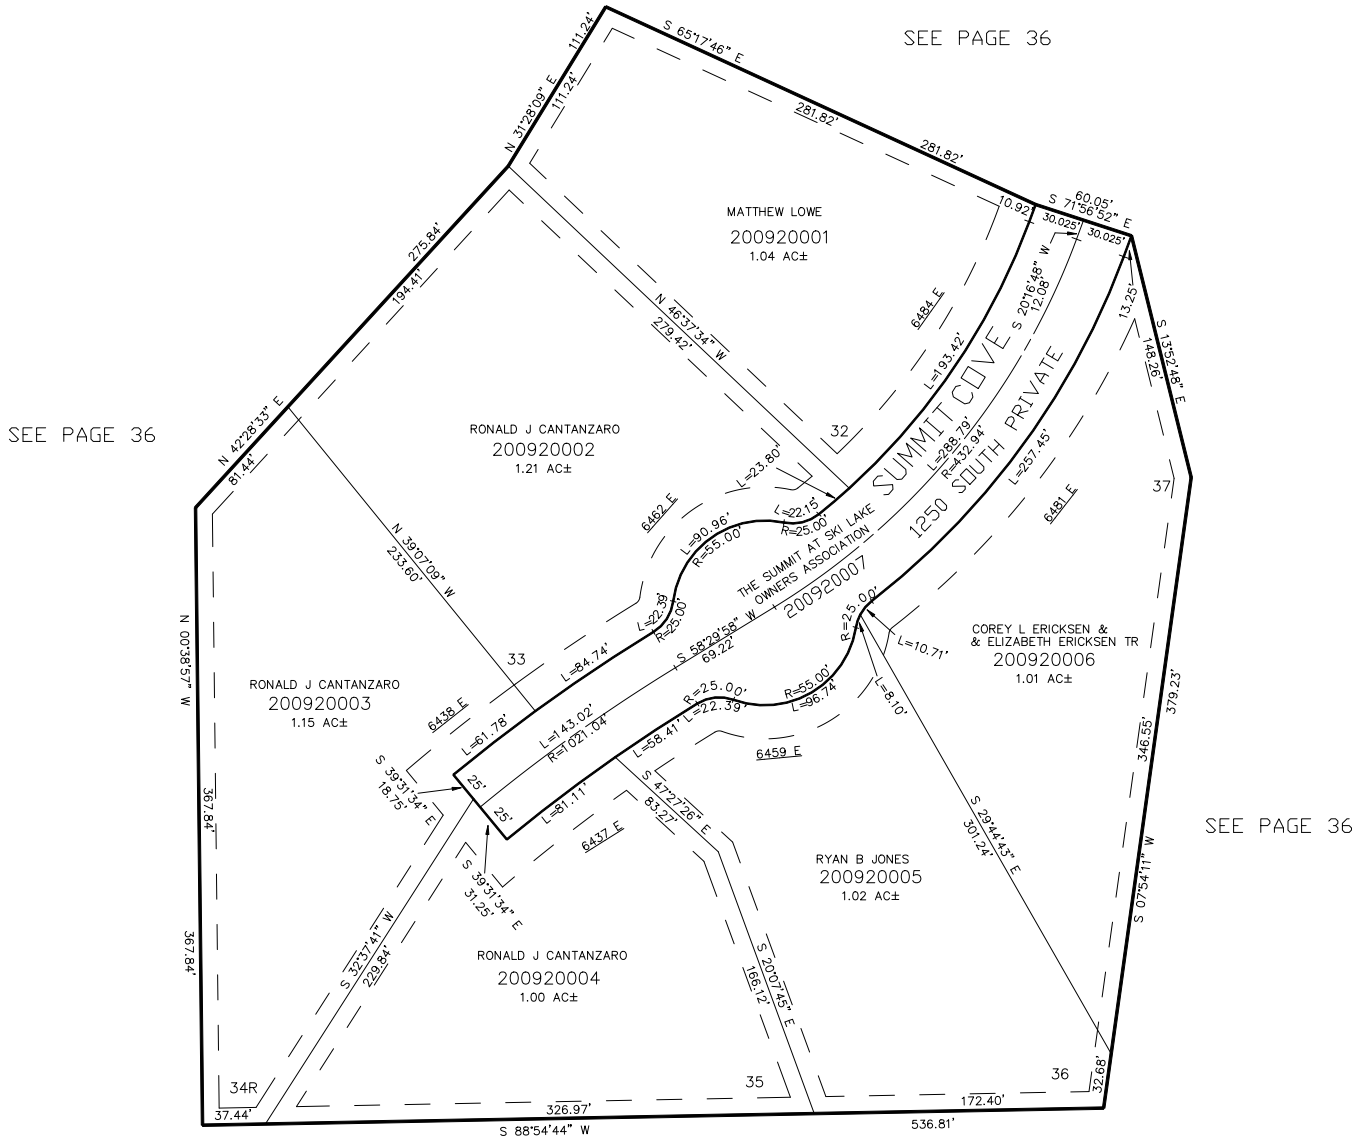 SEE PAGE 36
S 65°17'46" E
281.82'
281.82'
111.24'
N 31°28'09" E
111.24'
MATTHEW LOWE
200920001
1.04 AC±
10.92'
60.05'
S 71°56'52" E
30.025'
30.025'
S 20°16'48" W
12.08'
13.25'
S 13°52'48" E
148.26'
275.84'
194.41'
N 46°37'34" W
279.42'
6484 E
L=193.42'
SUMMIT COVE
L=288.79'
R=432.94'
1250 SOUTH PRIVATE
L=257.45'
6481 E
SEE PAGE 36
N 42°28'33" E
81.44'
RONALD J CANTANZARO
200920002
1.21 AC±
32
L=23.80'
L=22.15'
R=25.00'
6462 E
L=90.96'
R=55.00'
L=22.39'
R=25.00'
37
THE SUMMIT AT SKI LAKE
OWNERS ASSOCIATION
200920007
N 39°07'09" W
233.60'
N 00°38'57" W
33
L=84.74'
S 58°29'58" W
69.22'
R=25.00'
L=10.71'
L=8.10'
COREY L ERICKSEN &
& ELIZABETH ERICKSEN TR
200920006
1.01 AC±
RONALD J CANTANZARO
200920003
1.15 AC±
6438 E
L=61.78'
L=143.02'
R=1021.04'
R=25.00'
L=22.39'
R=55.00'
L=96.74'
L=58.41'
6459 E
379.23'
346.55'
S 39°31'34" E
18.75'
25'
25'
L=81.11'
S 47°27'26" E
83.27'
6437 E
S 39°31'34" E
31.25'
367.84'
367.84'
S 29°44'43" E
301.24'
SEE PAGE 36
RYAN B JONES
200920005
1.02 AC±
S 07°54'11" W
S 32°37'41" W
229.84'
RONALD J CANTANZARO
200920004
1.00 AC±
S 20°07'45" E
166.12'
34R
35
36
32.68'
37.44'
326.97'
172.40'
S 88°54'44" W
536.81'